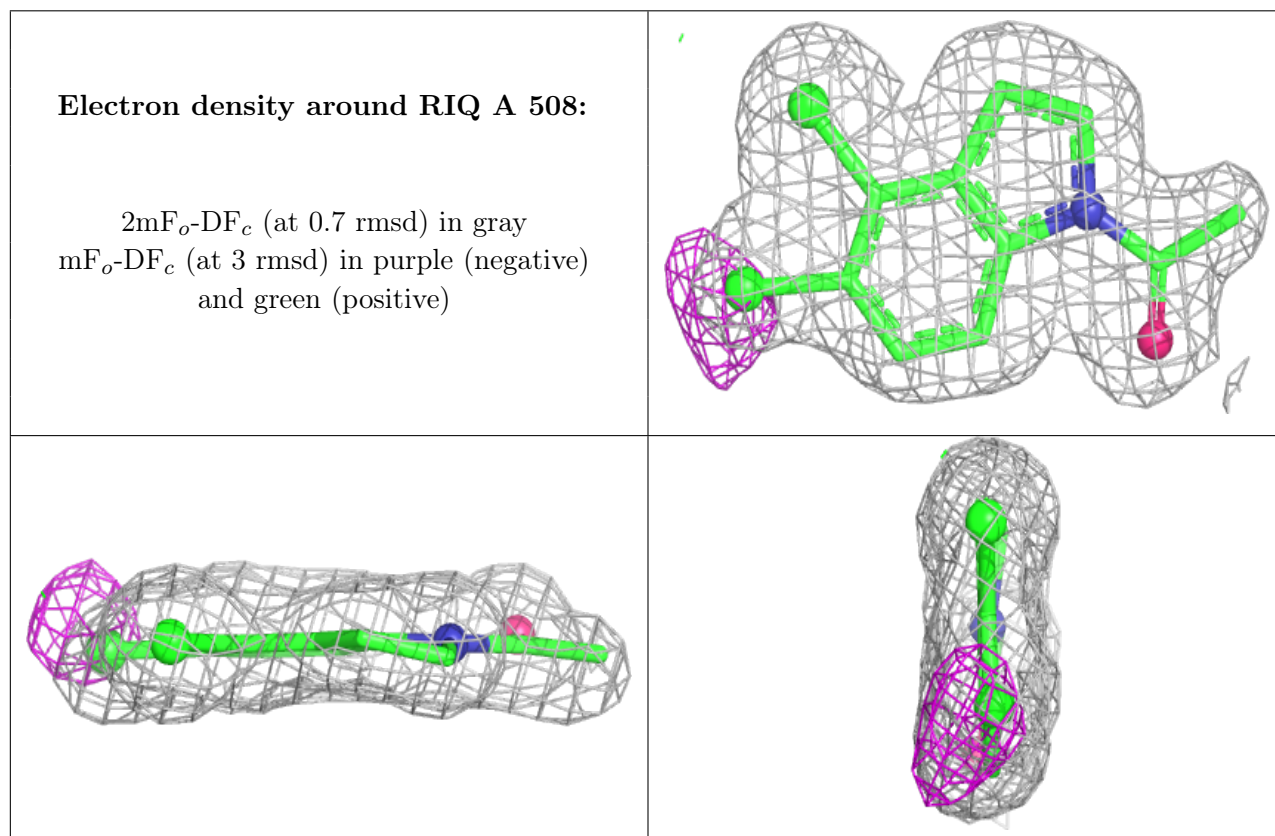 Electron density around RIQ A 508:
2mFo-DFc (at 0.7 rmsd) in gray
mFo-DFc (at 3 rmsd) in purple (negative)
and green (positive)